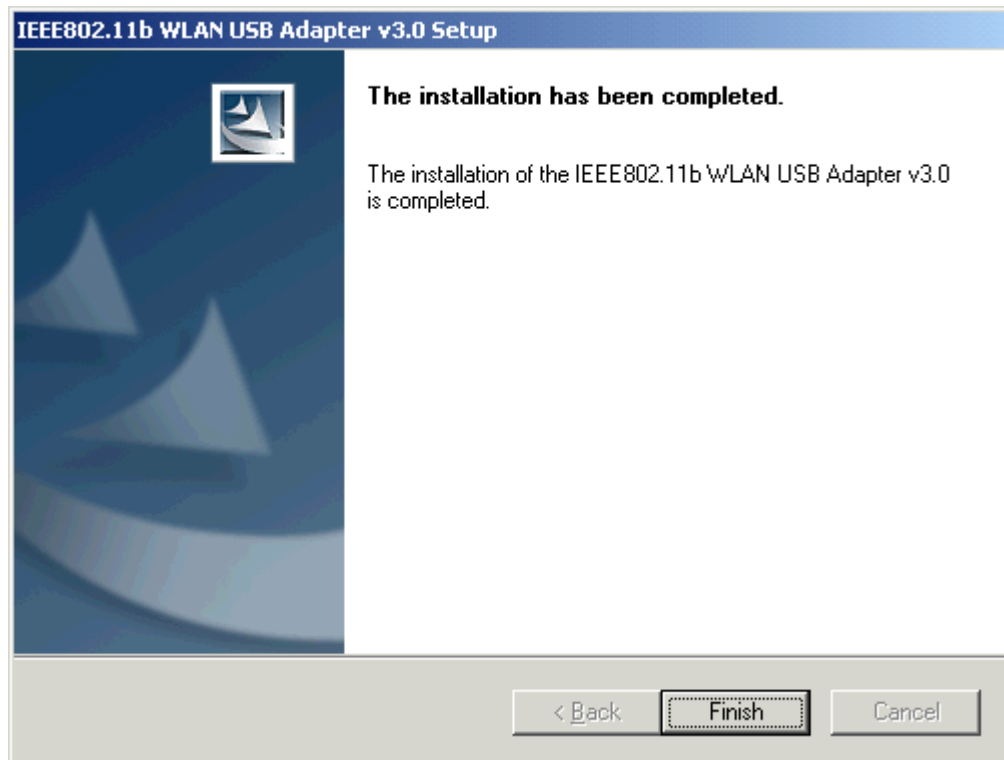 IEEE802.11b WLAN USB Adapter v3.0 Setup
The installation has been completed.
The installation of the IEEE802.11b WLAN USB Adapter v3.0
is completed.
< Back
Finish
Cancel